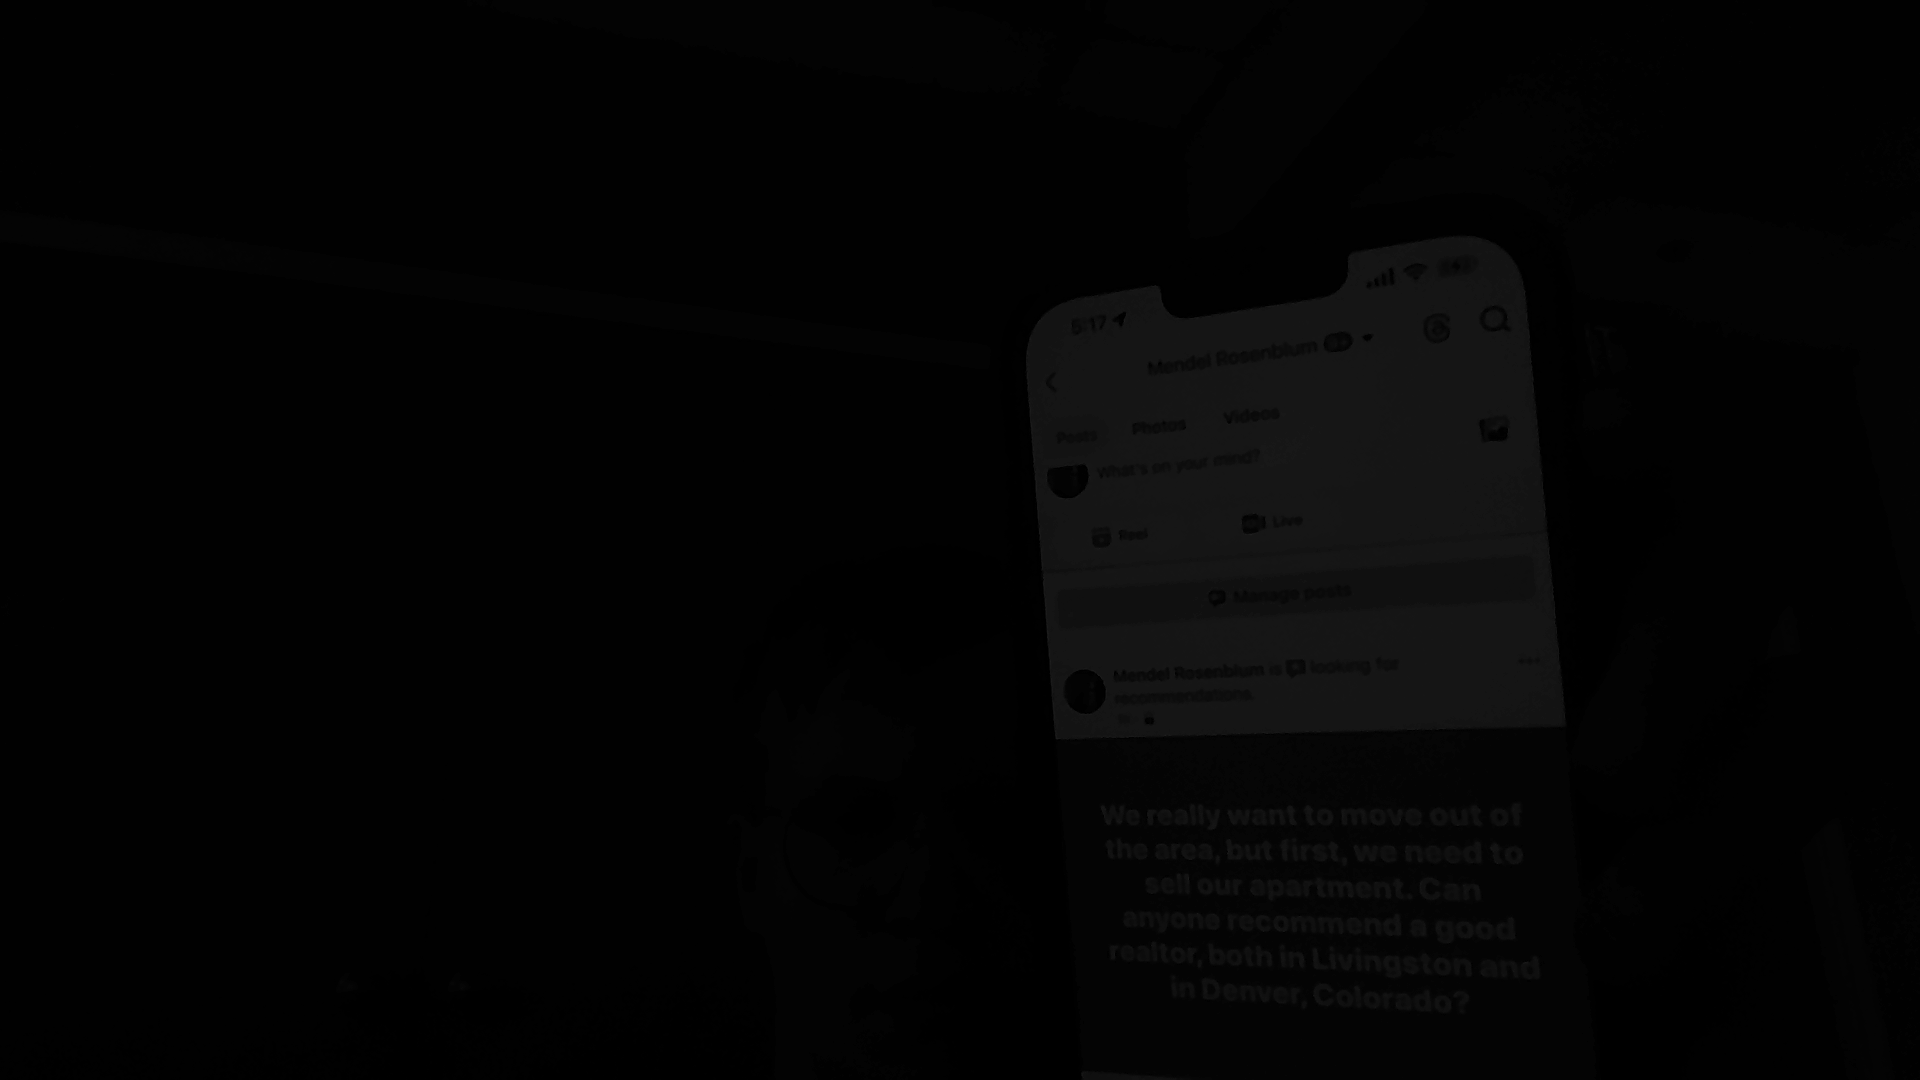 5:17
Mendel Rosenblum 9+
Posts Photos Videos
What's on your mind?
Reel Live
Manage posts
Mendel Rosenblum is looking for
recommendations.
We really want to move out of
the area, but first, we need to
sell our apartment. Can
anyone recommend a good
realtor, both in Livingston and
in Denver, Colorado?